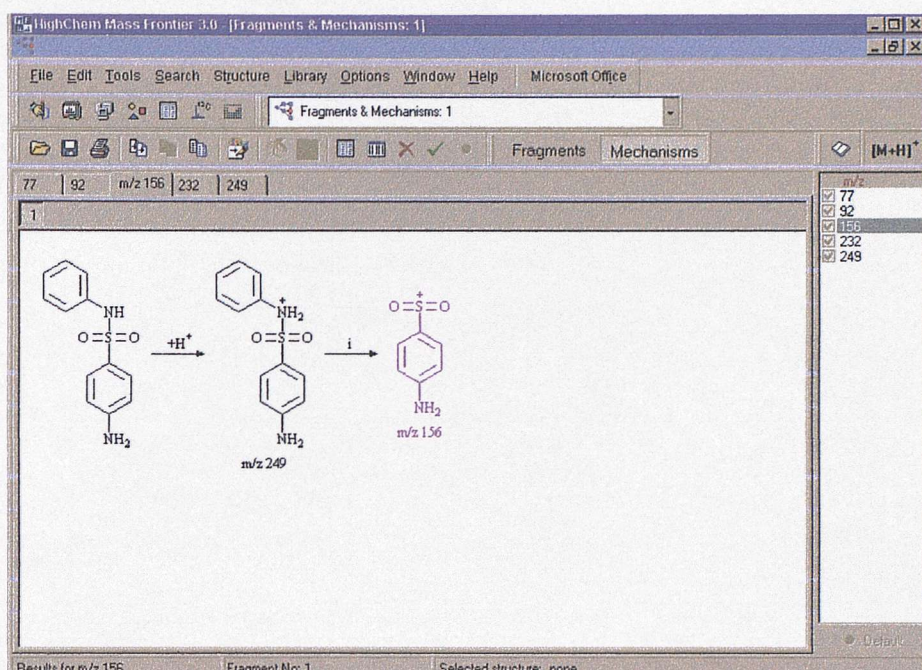 HighChem Mass Frontier 3.0 - [Fragments & Mechanisms: 1]
File Edit Tools Search Structure Library Options Window Help Microsoft Office
Fragments & Mechanisms: 1
Fragments Mechanisms [M+H]+
77 92 m/z 156 232 249
m/z
77
92
156
232
249
1
NH
O=S=O
NH2
+H+
+
NH2
O=S=O
NH2
m/z 249
i
+
O=S=O
NH2
m/z 156
Default
Results for m/z 156 Fragment No: 1 Selected structure: none